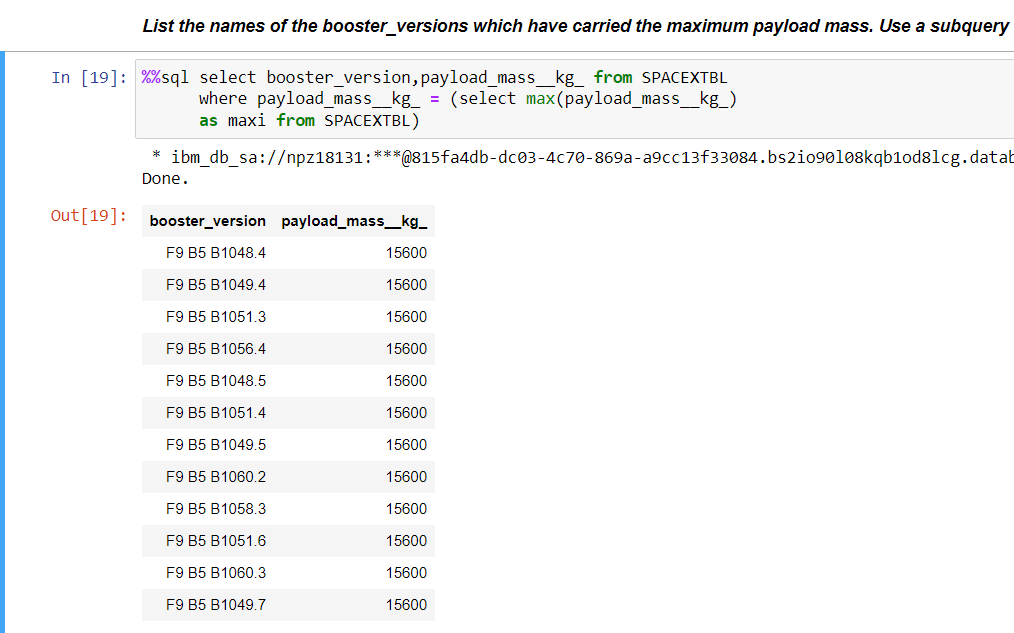 List the names of the booster_versions which have carried the maximum payload mass. Use a subquery
In [19]: %%sql select booster_version,payload_mass__kg_ from SPACEXTBL
where payload_mass__kg_ = (select max(payload_mass__kg_)
as maxi from SPACEXTBL)
* ibm_db_sa://npz18131:***@815fa4db-dc03-4c70-869a-a9cc13f33084.bs2io90l08kqb1od8lcg.datab
Done.
Out[19]: booster_version payload_mass__kg_
F9 B5 B1048.4 15600
F9 B5 B1049.4 15600
F9 B5 B1051.3 15600
F9 B5 B1056.4 15600
F9 B5 B1048.5 15600
F9 B5 B1051.4 15600
F9 B5 B1049.5 15600
F9 B5 B1060.2 15600
F9 B5 B1058.3 15600
F9 B5 B1051.6 15600
F9 B5 B1060.3 15600
F9 B5 B1049.7 15600